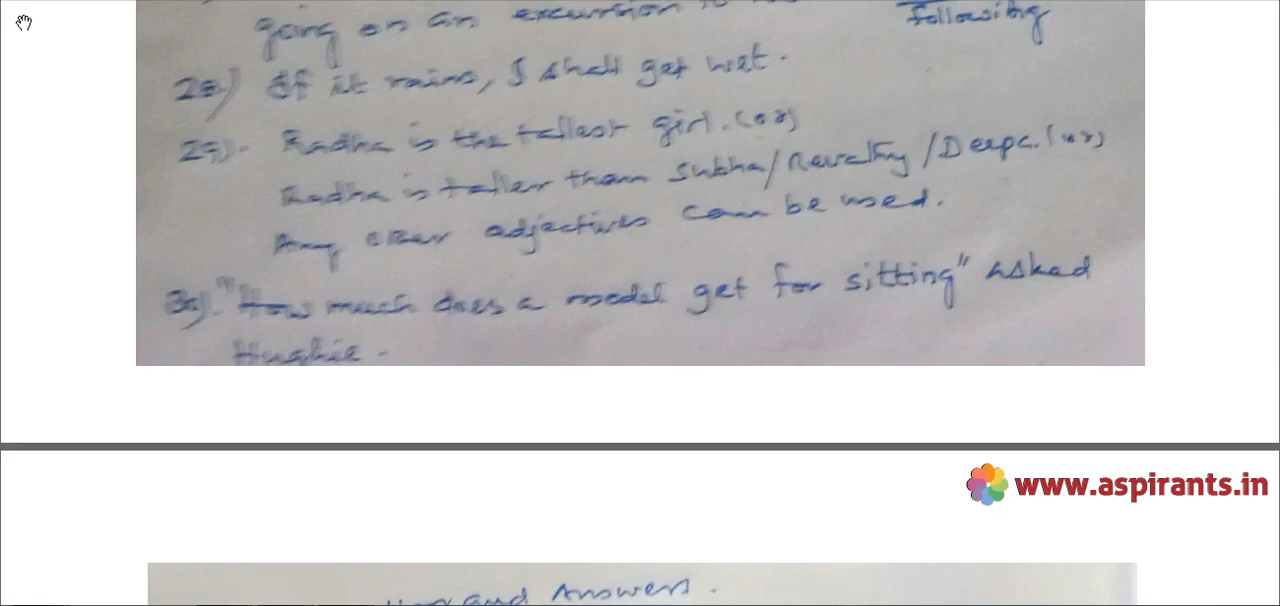 going on an excursion
following
28) If it rains, I shall get wet.
29). Radha is the tallest girl. (or)
Radha is taller than Subha/Revathy/Deepa. (or)
Any other adjectives can be used.
30). "How much does a model get for sitting" asked
Hughie.
www.aspirants.in
and Answers.